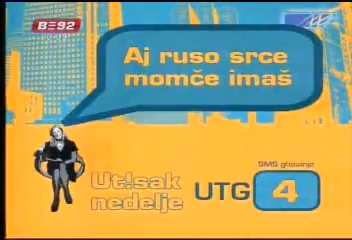 B92
Aj ruso srce
momče imaš
SMS glasanje
Ut!sak
nedelje
UTG 4